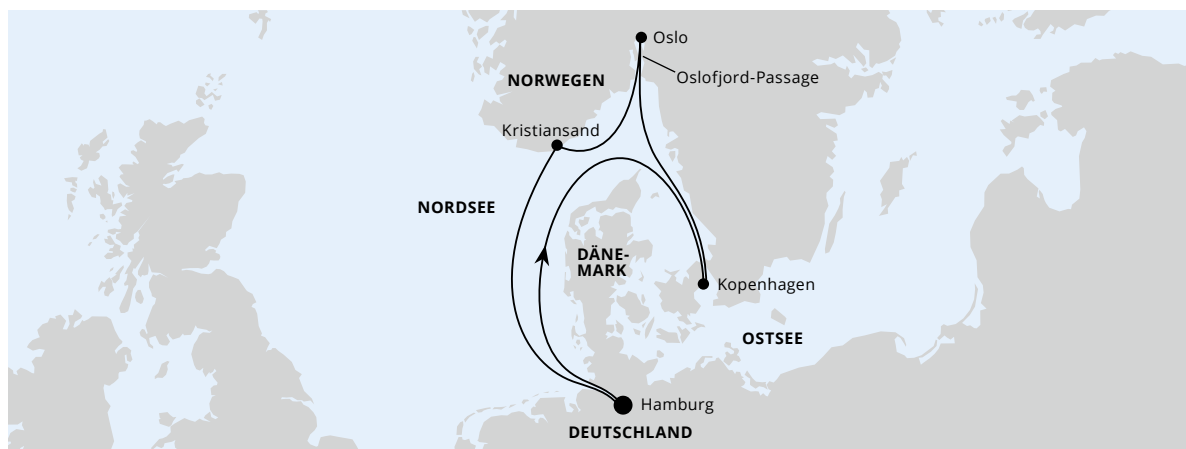 Oslo
Oslofjord-Passage
NORWEGEN
Kristiansand
NORDSEE
DÄNE-
MARK
Kopenhagen
OSTSEE
Hamburg
DEUTSCHLAND